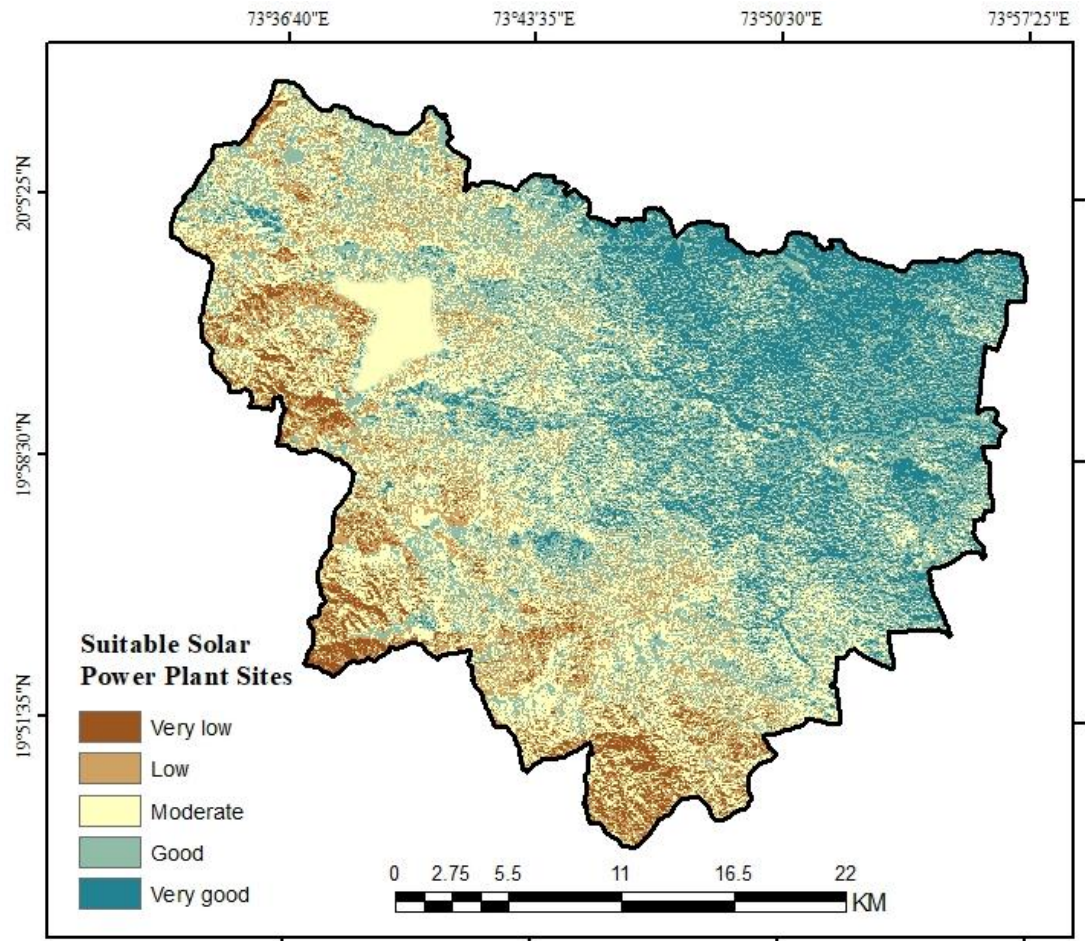 73°36'40"E 73°43'35"E 73°50'30"E 73°57'25"E
20°5'25"N
19°58'30"N
19°51'35"N
Suitable Solar
Power Plant Sites
Very low
Low
Moderate
Good
Very good
0 2.75 5.5 11 16.5 22
KM